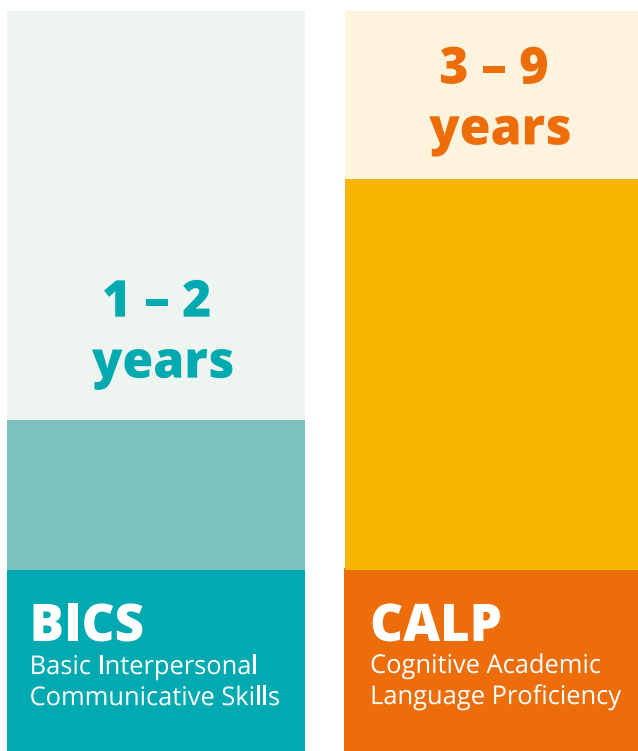 1 – 2
years
BICS
Basic Interpersonal
Communicative Skills
3 – 9
years
CALP
Cognitive Academic
Language Proficiency